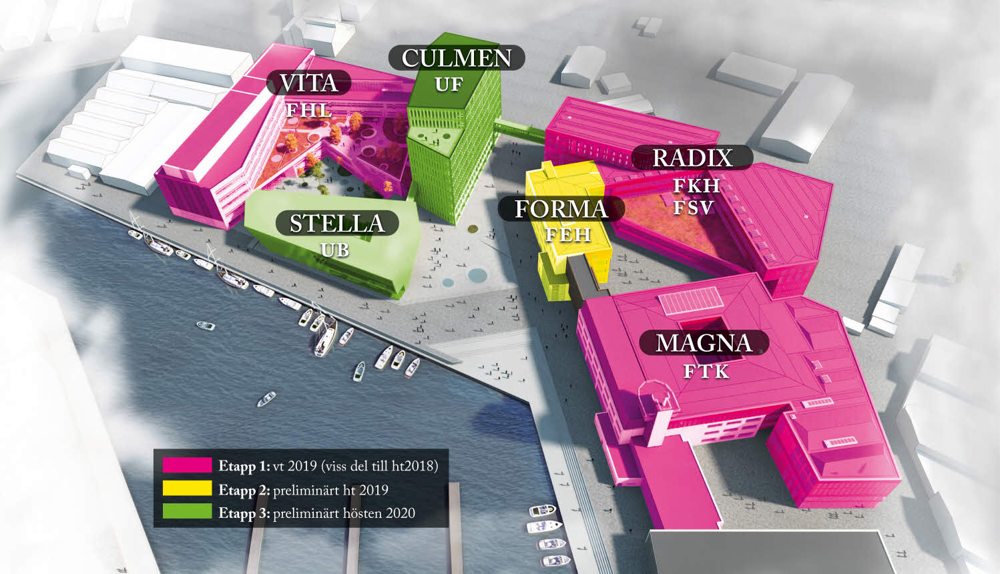 CULMEN
UF
VITA
FHL
RADIX
FKH
FSV
FORMA
FEH
STELLA
UB
MAGNA
FTK
Etapp 1: vt 2019 (viss del till ht2018)
Etapp 2: preliminärt ht 2019
Etapp 3: preliminärt hösten 2020